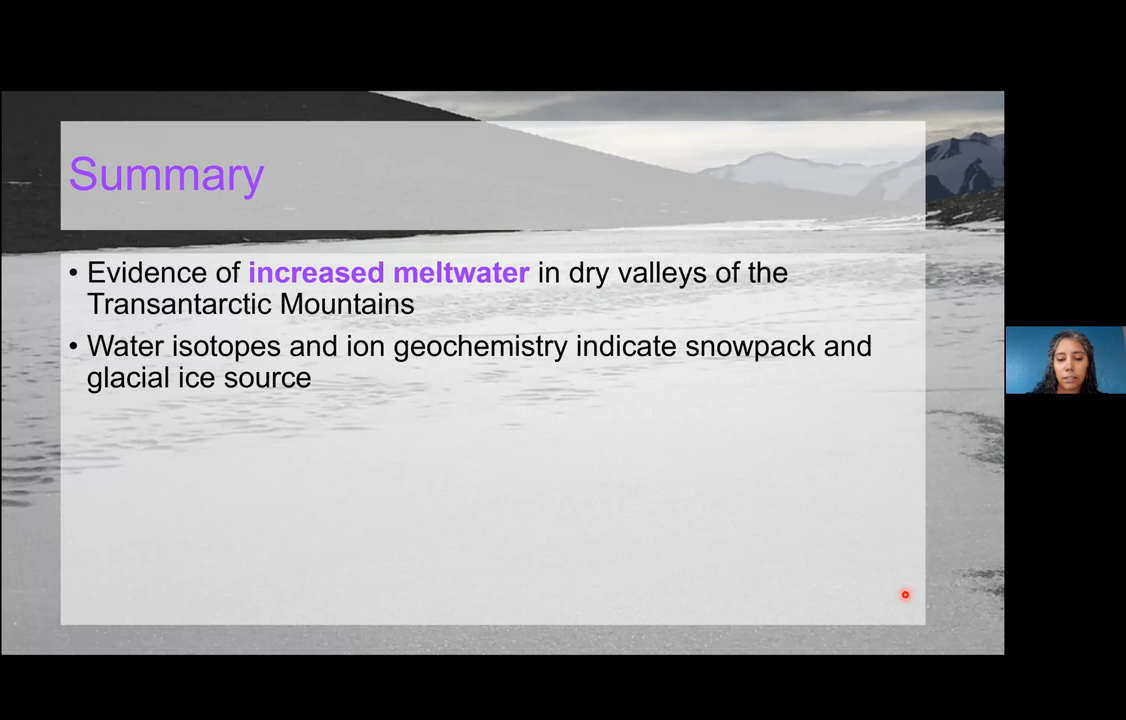 Summary
• Evidence of increased meltwater in dry valleys of the
Transantarctic Mountains
• Water isotopes and ion geochemistry indicate snowpack and
glacial ice source